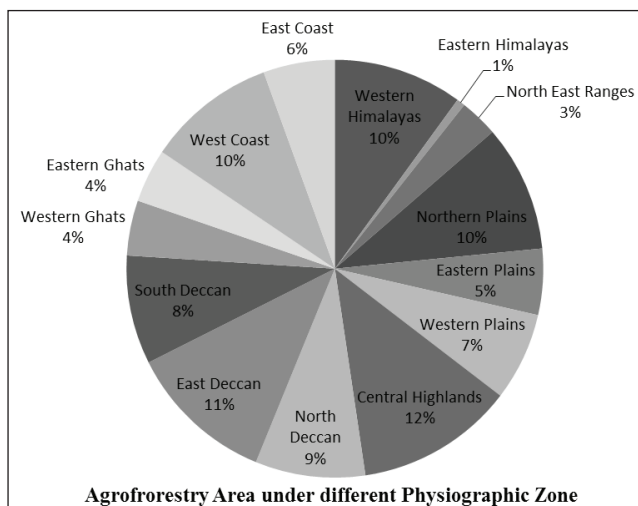 East Coast
6%
Eastern Himalayas
1%
North East Ranges
3%
Western
Himalayas
10%
West Coast
10%
Eastern Ghats
4%
Western Ghats
4%
Northern Plains
10%
Eastern Plains
5%
South Deccan
8%
Western Plains
7%
East Deccan
11%
North
Deccan
9%
Central Highlands
12%
Agrofrorestry Area under different Physiographic Zone